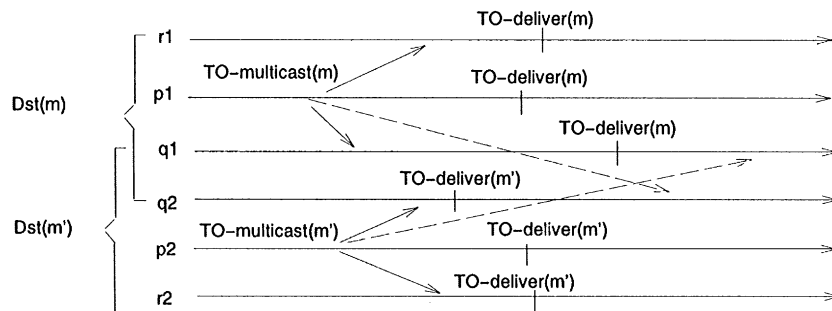 TO-deliver(m)
r1
TO-multicast(m)
TO-deliver(m)
Dst(m)
p1
TO-deliver(m)
q1
TO-deliver(m')
q2
Dst(m')
TO-multicast(m')
TO-deliver(m')
p2
TO-deliver(m')
r2